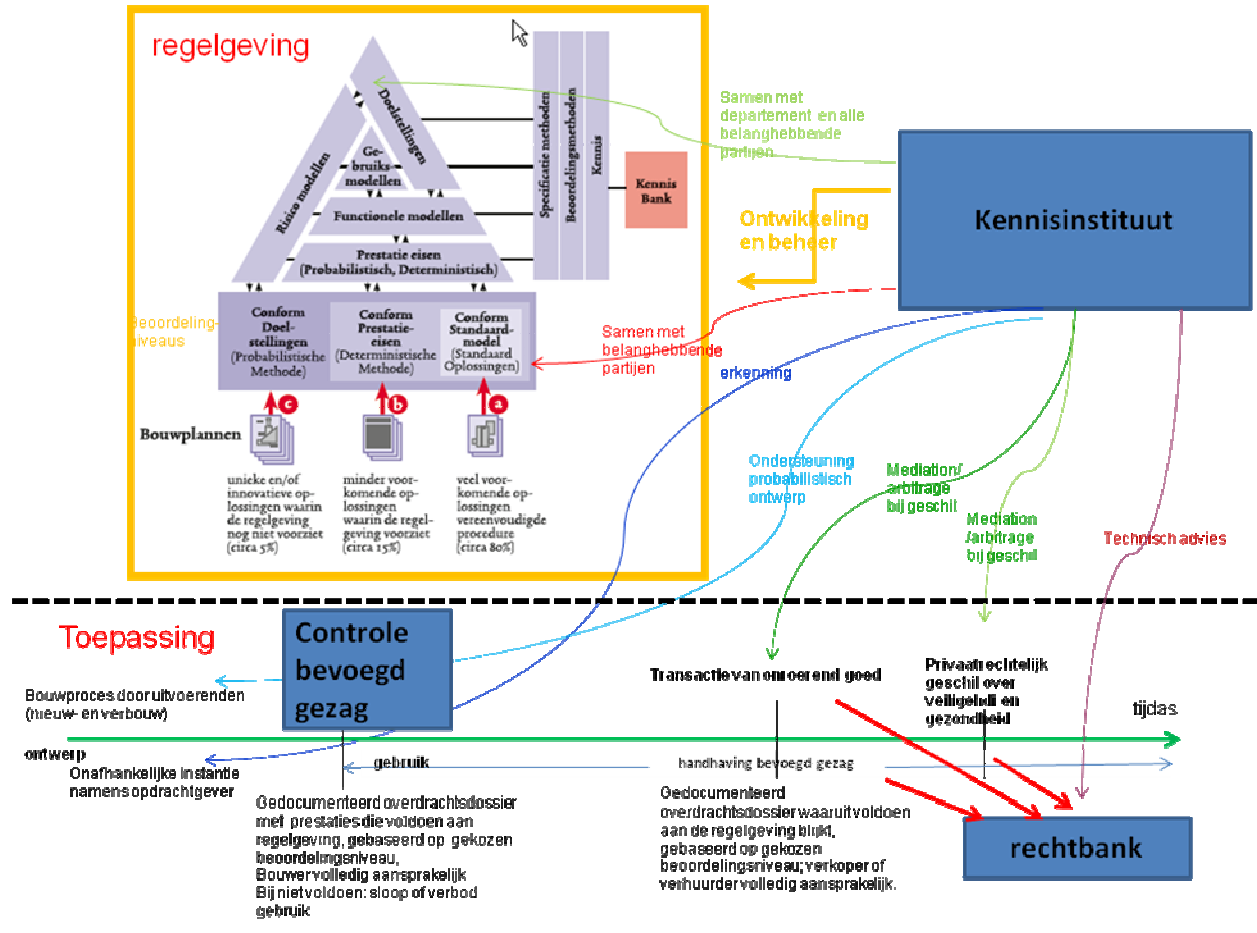 regelgeving
Doelstellingen
Risico modellen
Ge-
bruiks-
modellen
Functionele modellen
Prestatie eisen
(Probabilistisch, Deterministisch)
Specificatie methoden
Beoordelingsmethoden
Kennis
Kennis
Bank
Beoordeling-
niveaus
Conform
Doel-
stellingen
(Probabilistische
Methode)
Conform
Prestatie-
eisen
(Deterministische
Methode)
Conform
Standaard-
model
(Standaard
Oplossingen)
c
b
a
Bouwplannen
unieke en/of
innovatieve op-
lossingen waarin
de regelgeving
nog niet voorziet
(circa 5%)
minder voor-
komende op-
lossingen
waarin de regel-
geving voorziet
(circa 15%)
veel voor-
komende op-
lossingen
vereenvoudigde
procedure
(circa 80%)
Samen met
departement en alle
belanghebbende
partijen
Ontwikkeling
en beheer
Kennisinstituut
Samen met
belanghebbende
partijen
erkenning
Ondersteuning
probabilistisch
ontwerp
Mediation/
arbitrage
bij geschil
Mediation
/arbitrage
bij geschil
Technisch advies
Toepassing
Controle
bevoegd
gezag
Bouwproces door uitvoerenden
(nieuw- en verbouw)
Transactie van onroerend goed
Privaatrechtelijk
geschil over
veiligehdi en
gezondheid
tijdas
ontwerp
Onafhankelijke instantie
namens opdrachtgever
gebruik
handhaving bevoegd gezag
Gedocumenteerd overdrachtsdossier
met prestaties die voldoen aan
regelgeving, gebaseerd op gekozen
beoordelingsniveau,
Bouwer volledig aansprakelijk
Bij niet voldoen: sloop of verbod
gebruik
Gedocumenteerd
overdrachtsdossier waaruit voldoen
aan de regelgeving blijkt,
gebaseerd op gekozen
beoordelingsniveau; verkoper of
verhuurder volledig aansprakelijk.
rechtbank